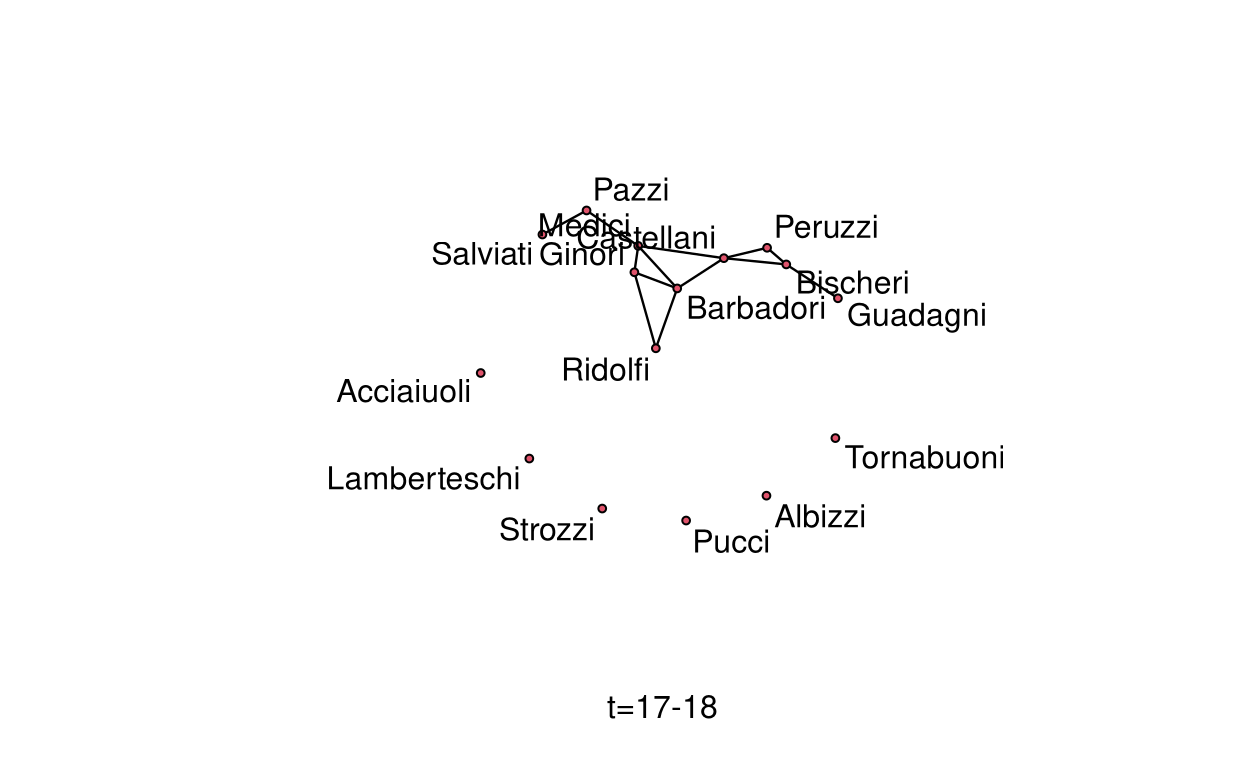 Pazzi
Medici
Peruzzi
Castellani
Salviati
Ginori
Bischeri
Barbadori
Guadagni
Ridolfi
Acciaiuoli
Tornabuoni
Lamberteschi
Albizzi
Strozzi
Pucci
t=17-18